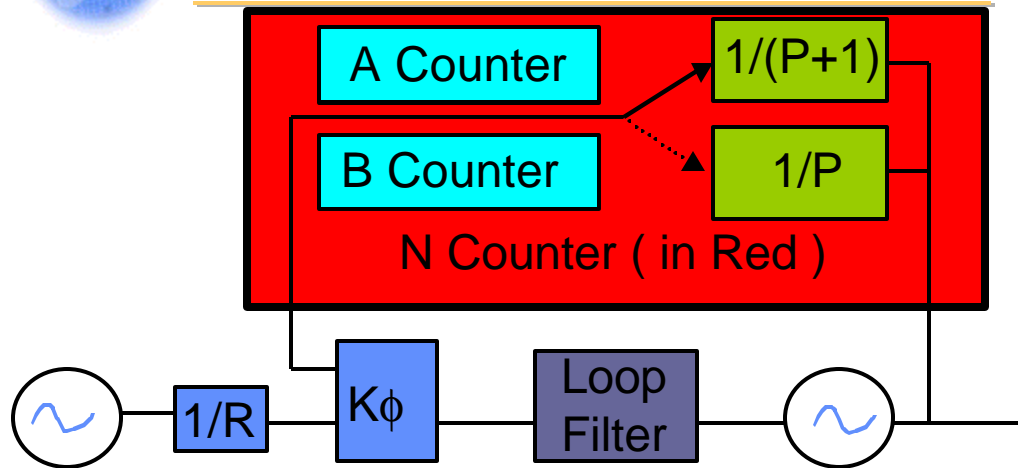 A Counter
1/(P+1)
B Counter
1/P
N Counter ( in Red )
1/R
Kϕ
Loop
Filter